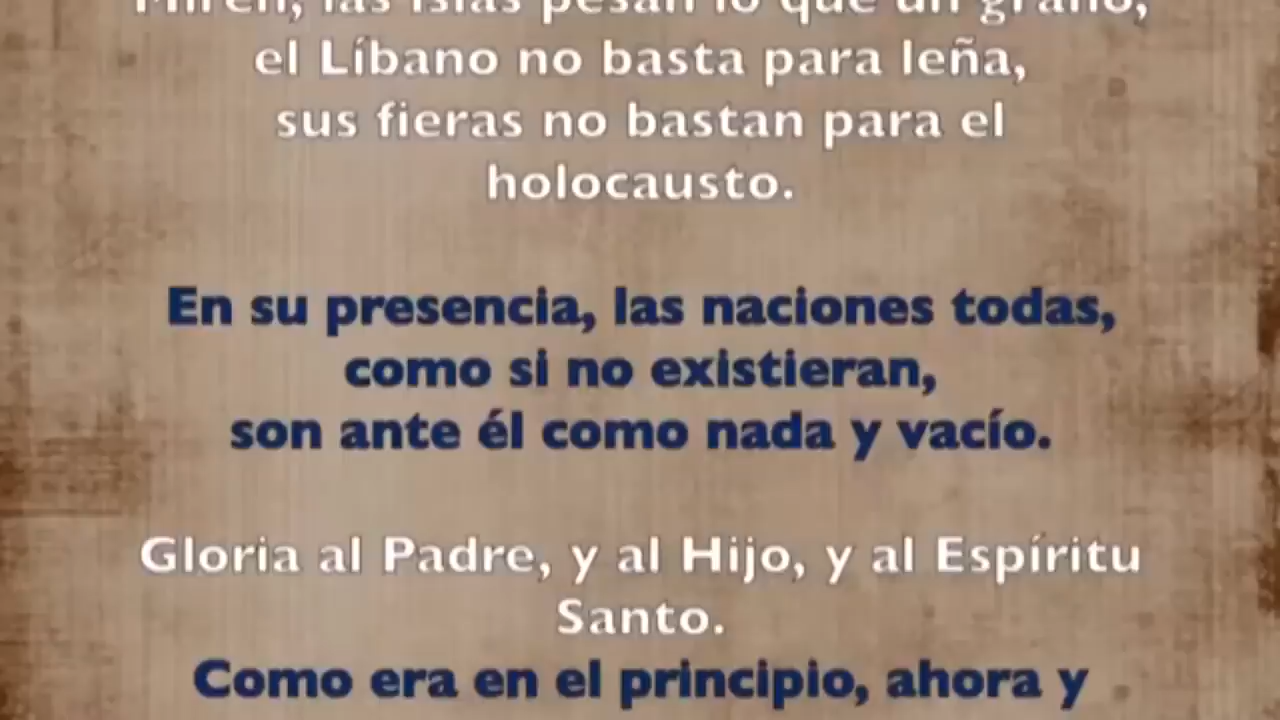 Miren, las islas pesan lo que un grano,
el Líbano no basta para leña,
sus fieras no bastan para el
holocausto.
En su presencia, las naciones todas,
como si no existieran,
son ante él como nada y vacío.
Gloria al Padre, y al Hijo, y al Espíritu
Santo.
Como era en el principio, ahora y